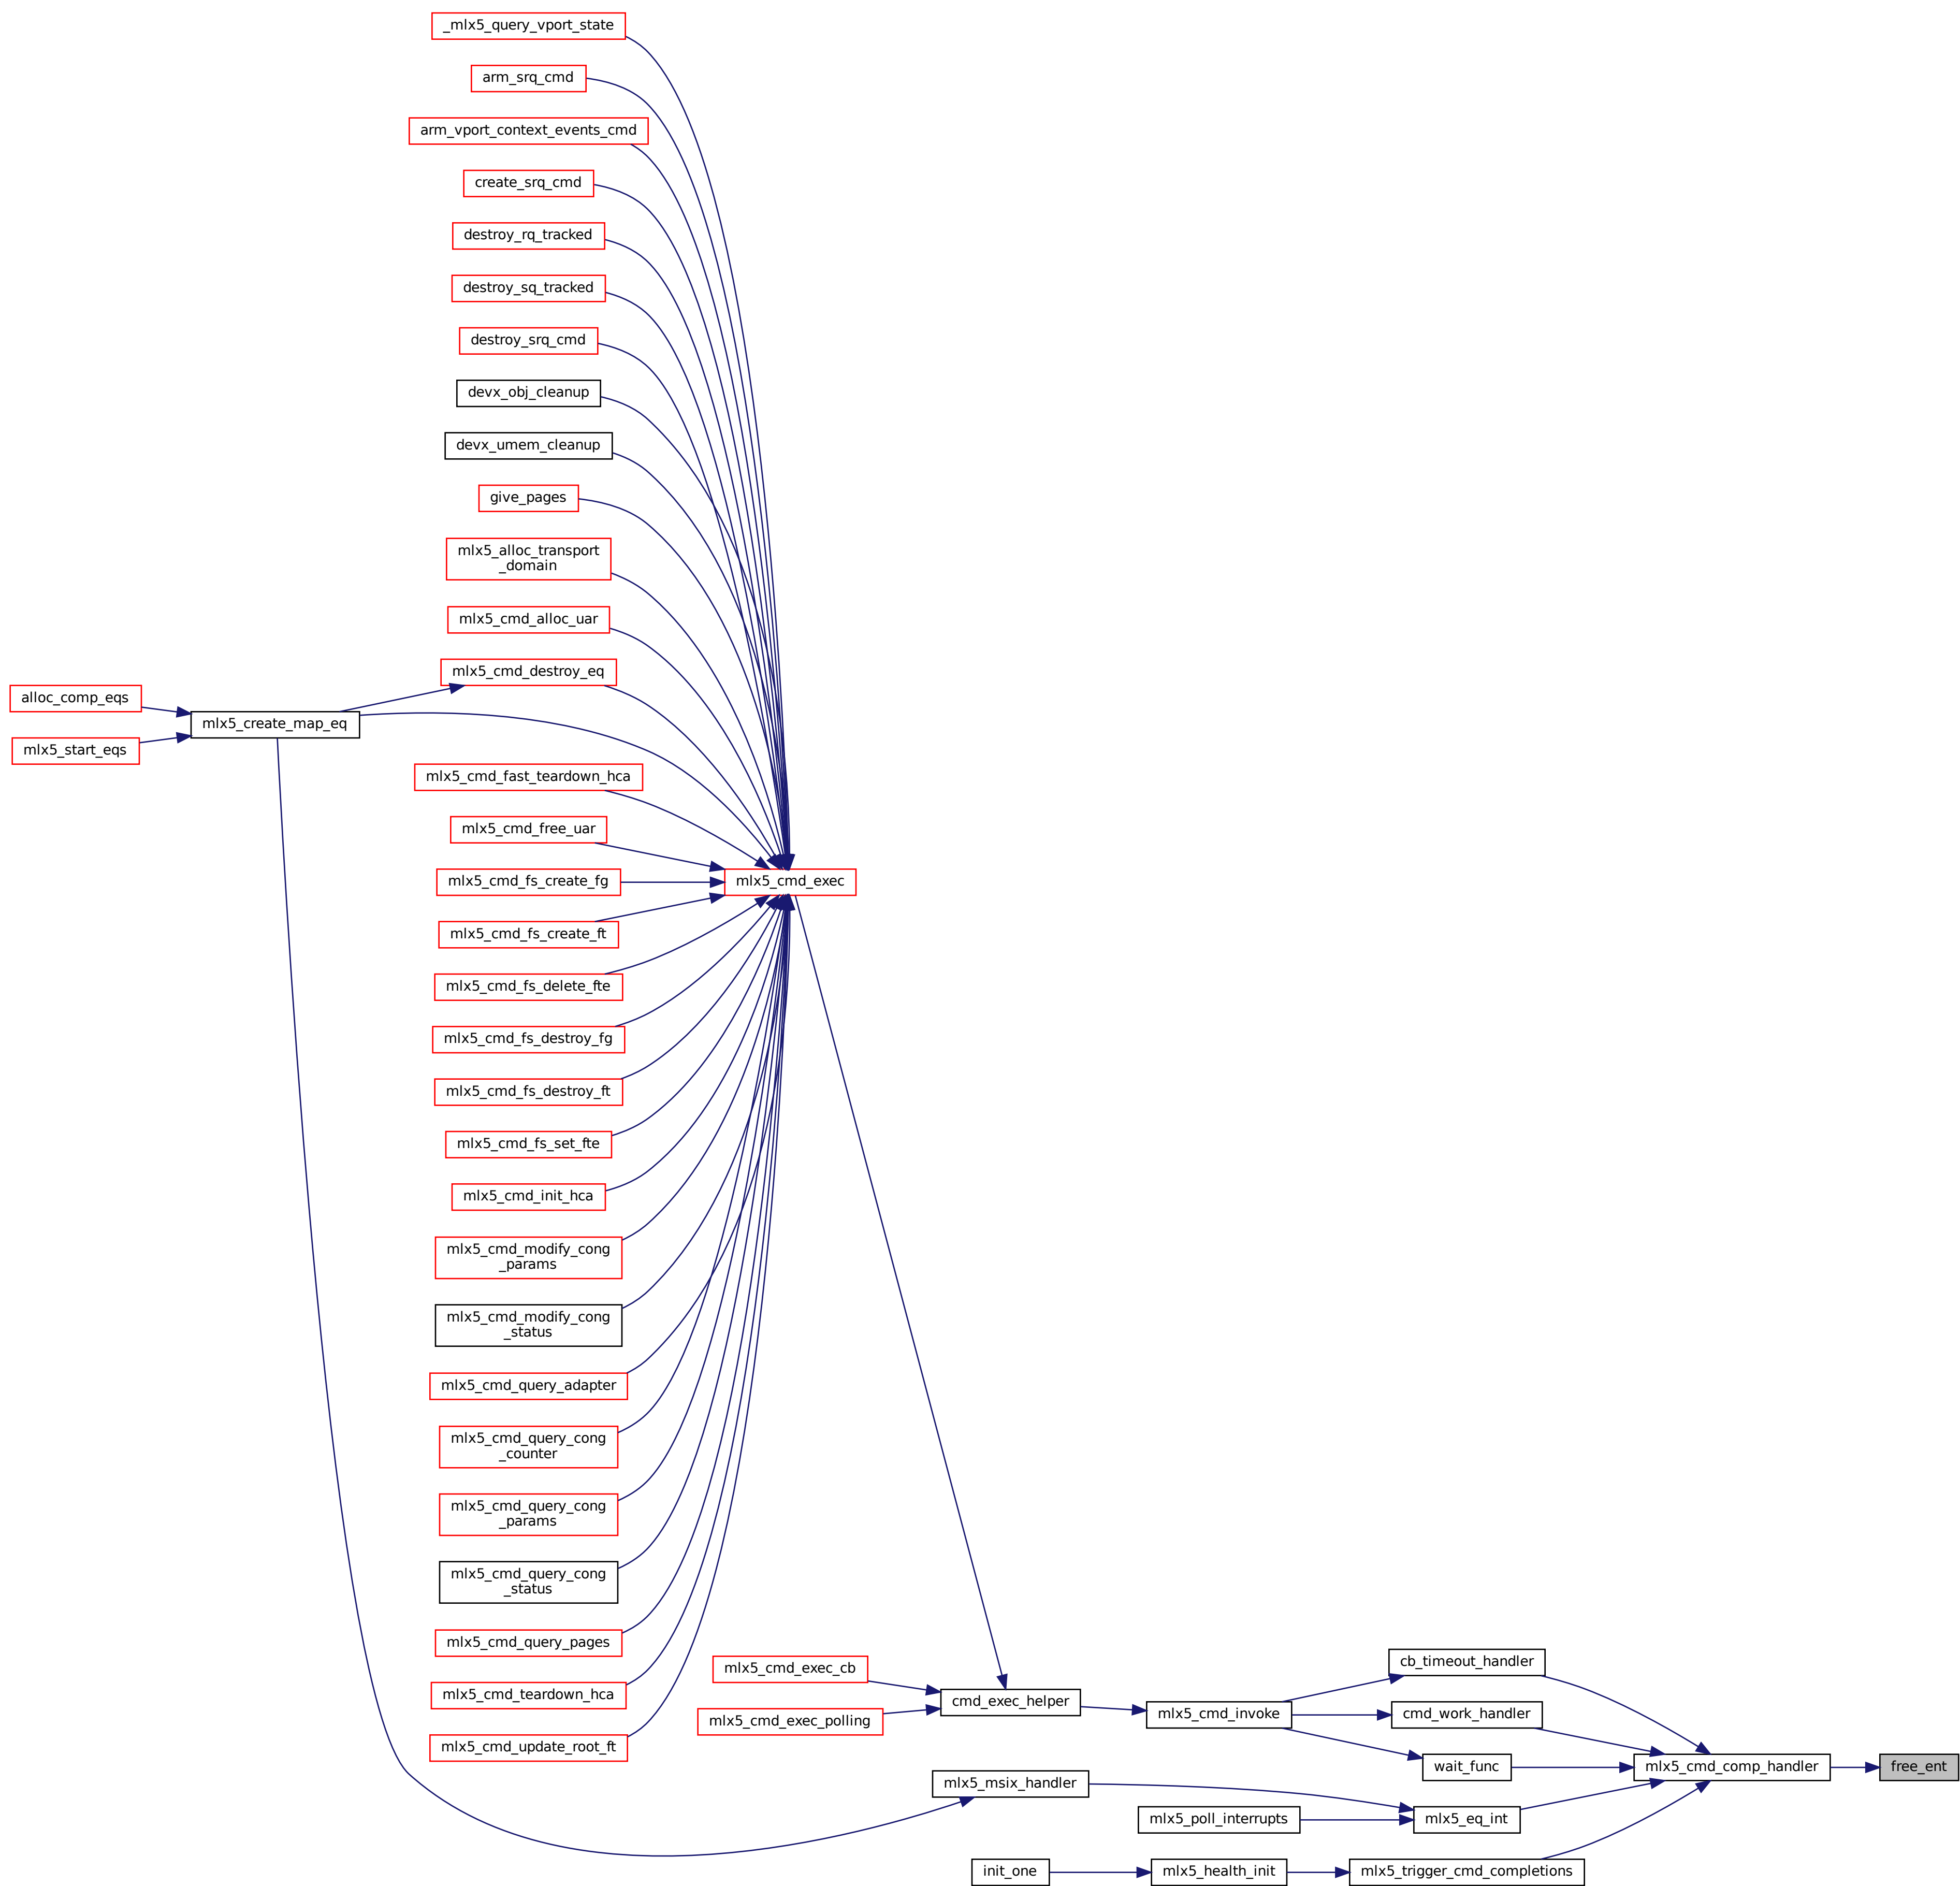 _mlx5_query_vport_state
arm_srq_cmd
arm_vport_context_events_cmd
create_srq_cmd
destroy_rq_tracked
destroy_sq_tracked
destroy_srq_cmd
devx_obj_cleanup
devx_umem_cleanup
give_pages
mlx5_alloc_transport
_domain
mlx5_cmd_alloc_uar
mlx5_cmd_destroy_eq
alloc_comp_eqs
mlx5_create_map_eq
mlx5_start_eqs
mlx5_cmd_fast_teardown_hca
mlx5_cmd_free_uar
mlx5_cmd_fs_create_fg
mlx5_cmd_exec
mlx5_cmd_fs_create_ft
mlx5_cmd_fs_delete_fte
mlx5_cmd_fs_destroy_fg
mlx5_cmd_fs_destroy_ft
mlx5_cmd_fs_set_fte
mlx5_cmd_init_hca
mlx5_cmd_modify_cong
_params
mlx5_cmd_modify_cong
_status
mlx5_cmd_query_adapter
mlx5_cmd_query_cong
_counter
mlx5_cmd_query_cong
_params
mlx5_cmd_query_cong
_status
mlx5_cmd_query_pages
mlx5_cmd_teardown_hca
mlx5_cmd_update_root_ft
mlx5_cmd_exec_cb
mlx5_cmd_exec_polling
cmd_exec_helper
mlx5_cmd_invoke
cb_timeout_handler
cmd_work_handler
wait_func
mlx5_cmd_comp_handler
free_ent
mlx5_msix_handler
mlx5_poll_interrupts
mlx5_eq_int
init_one
mlx5_health_init
mlx5_trigger_cmd_completions